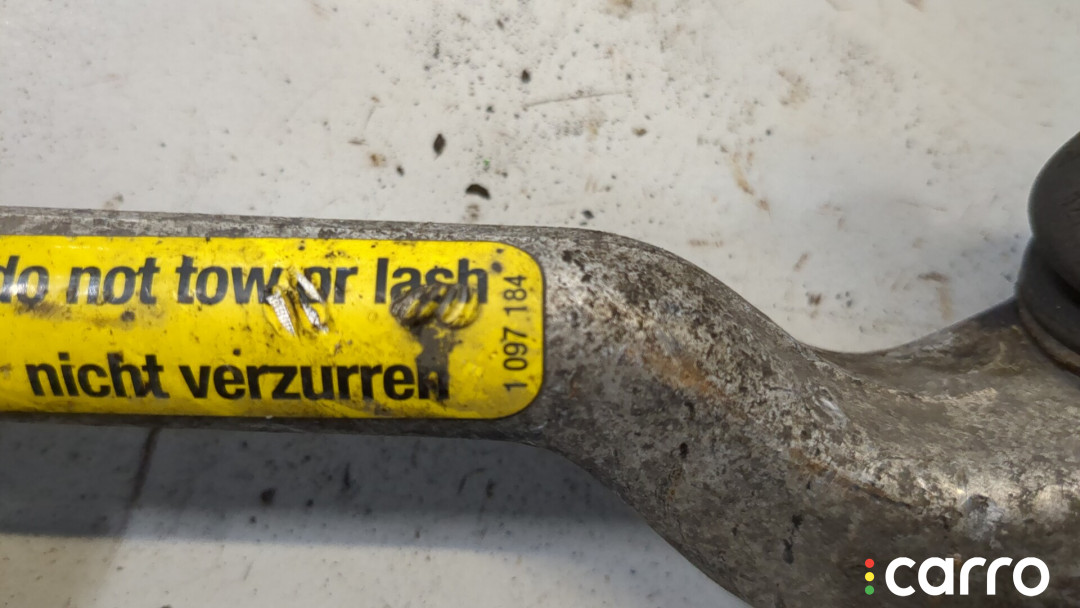 do not tow or lash
nicht verzurren
1 097 184
carro